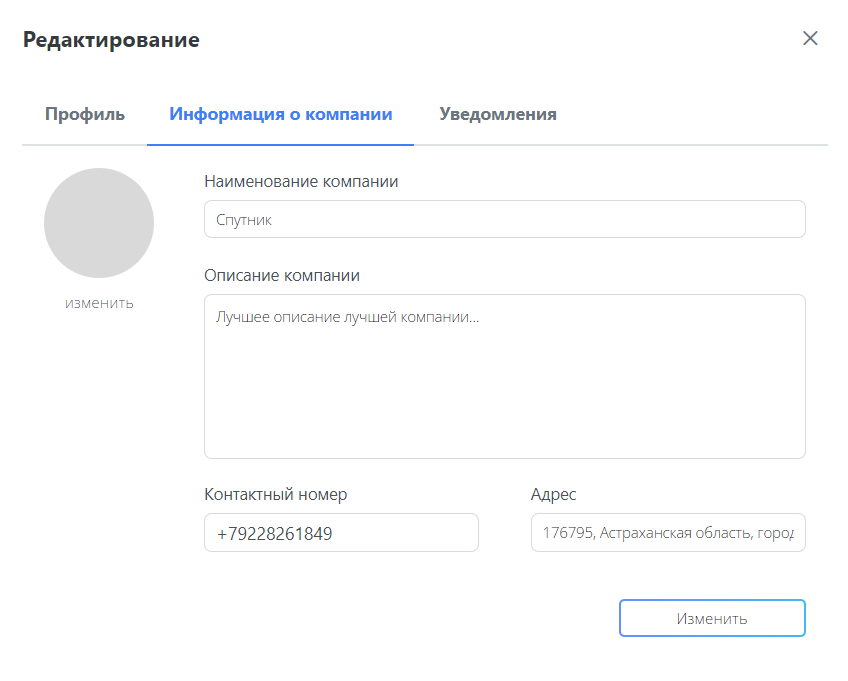 Редактирование
Профиль Информация о компании Уведомления
Наименование компании
Спутник
изменить
Описание компании
Лучшее описание лучшей компании...
Контактный номер Адрес
+79228261849 176795, Астраханская область, город
Изменить